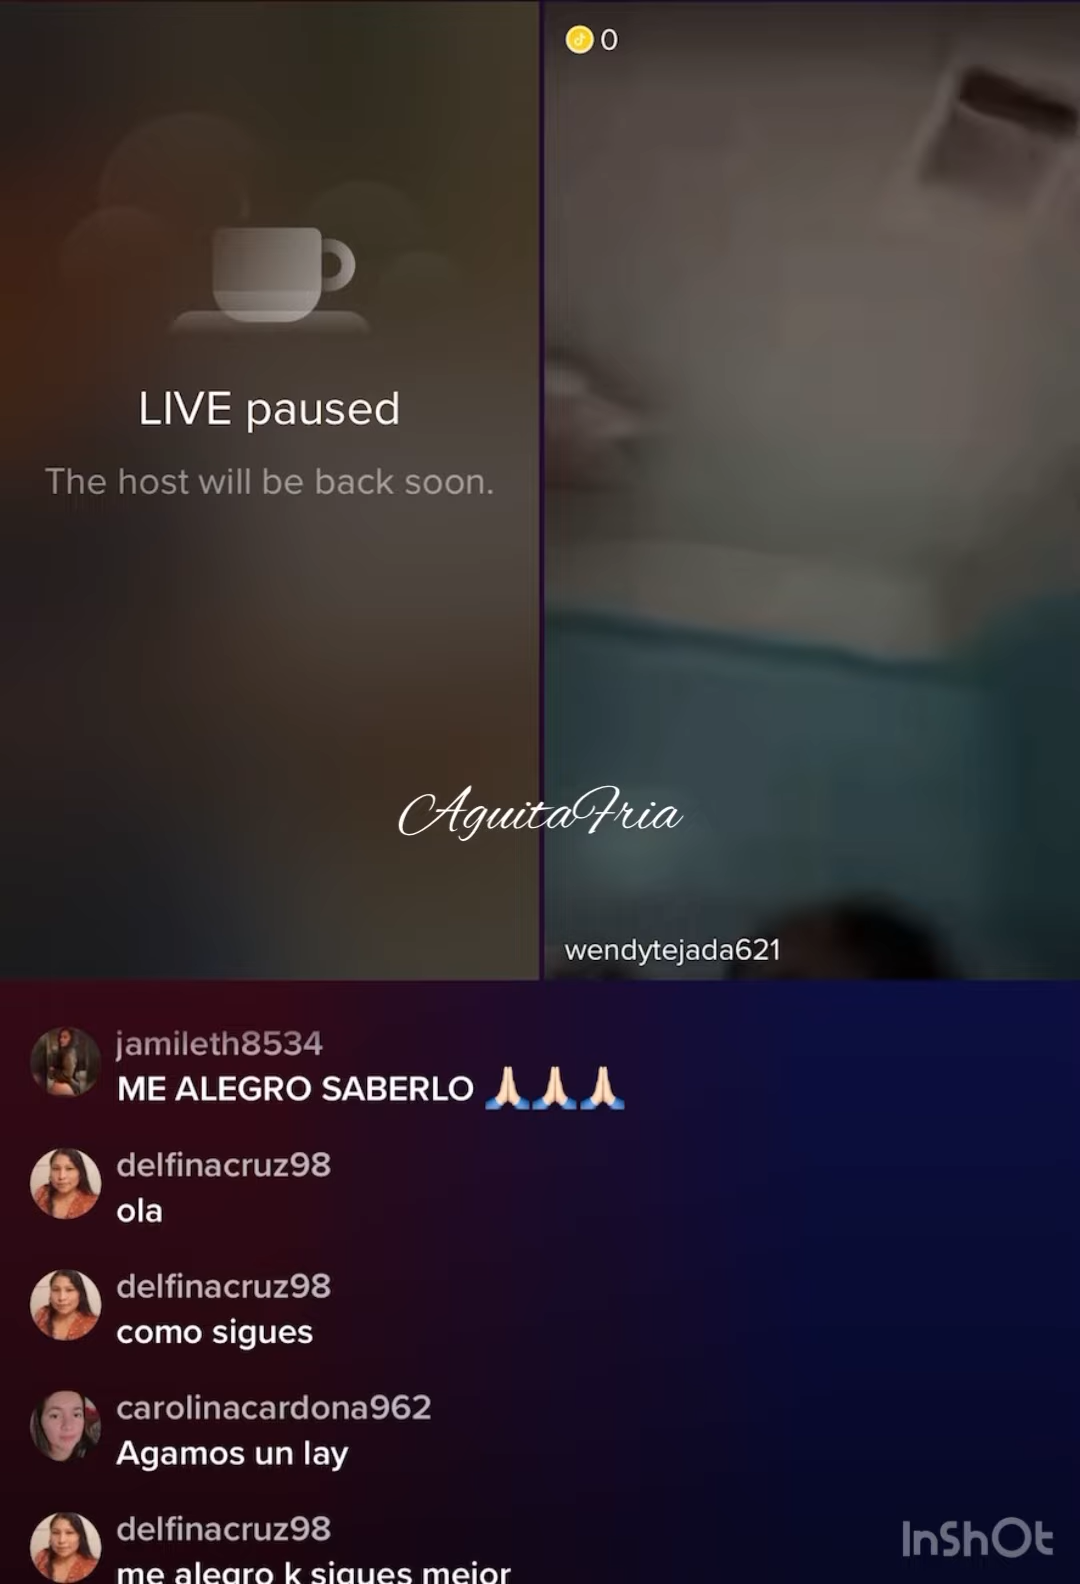 0
LIVE paused
The host will be back soon.
AguitaFria
wendytejada621
jamileth8534
ME ALEGRO SABERLO 🙏🏻🙏🏻🙏🏻
delfinacruz98
ola
delfinacruz98
como sigues
carolinacardona962
Agamos un lay
delfinacruz98
me alegro k sigues mejor
InShOt